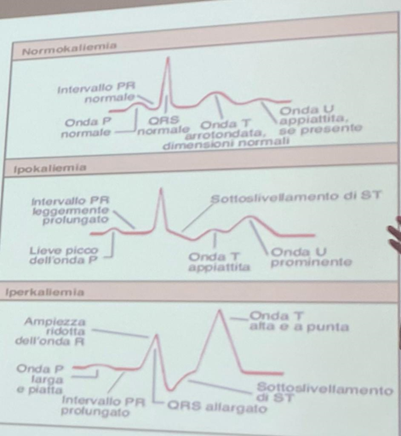 Normokaliemia
Intervallo PR
normale
Onda P
normale
QRS
normale
Onda T
arrotondata,
dimensioni normali
Onda U
appiattita,
se presente
Ipokaliemia
Intervallo PR
leggermente
prolungato
Sottoslivellamento di ST
Lieve picco
dell'onda P
Onda T
appiattita
Onda U
prominente
Iperkaliemia
Ampiezza
ridotta
dell'onda R
Onda T
alta e a punta
Onda P
larga
e piatta
Intervallo PR
prolungato
QRS allargato
Sottoslivellamento
di ST